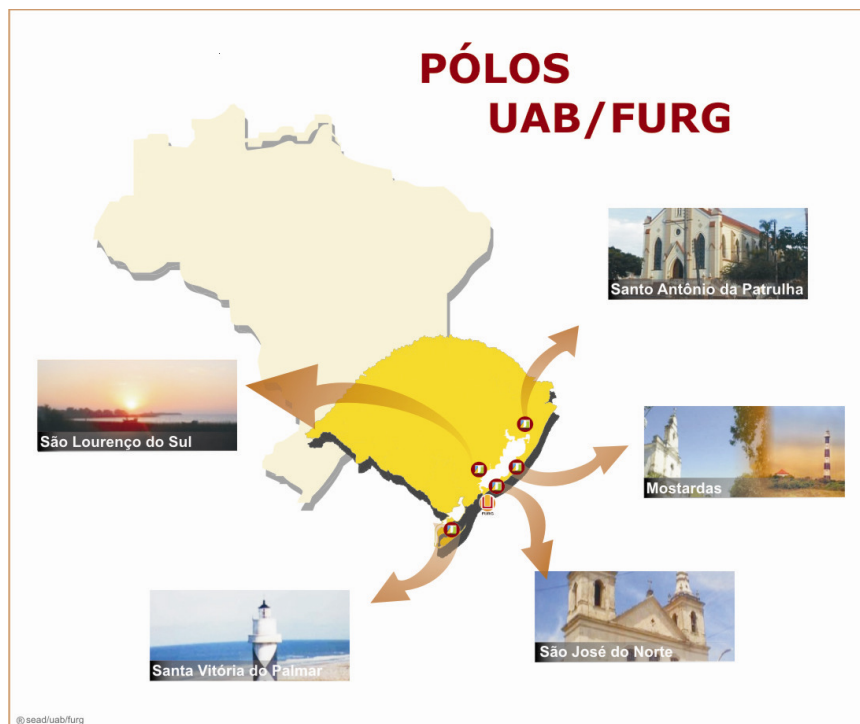 PÓLOS
UAB/FURG
Santo Antônio da Patrulha
São Lourenço do Sul
Mostardas
FURG
Santa Vitória do Palmar
São José do Norte
® sead/uab/furg